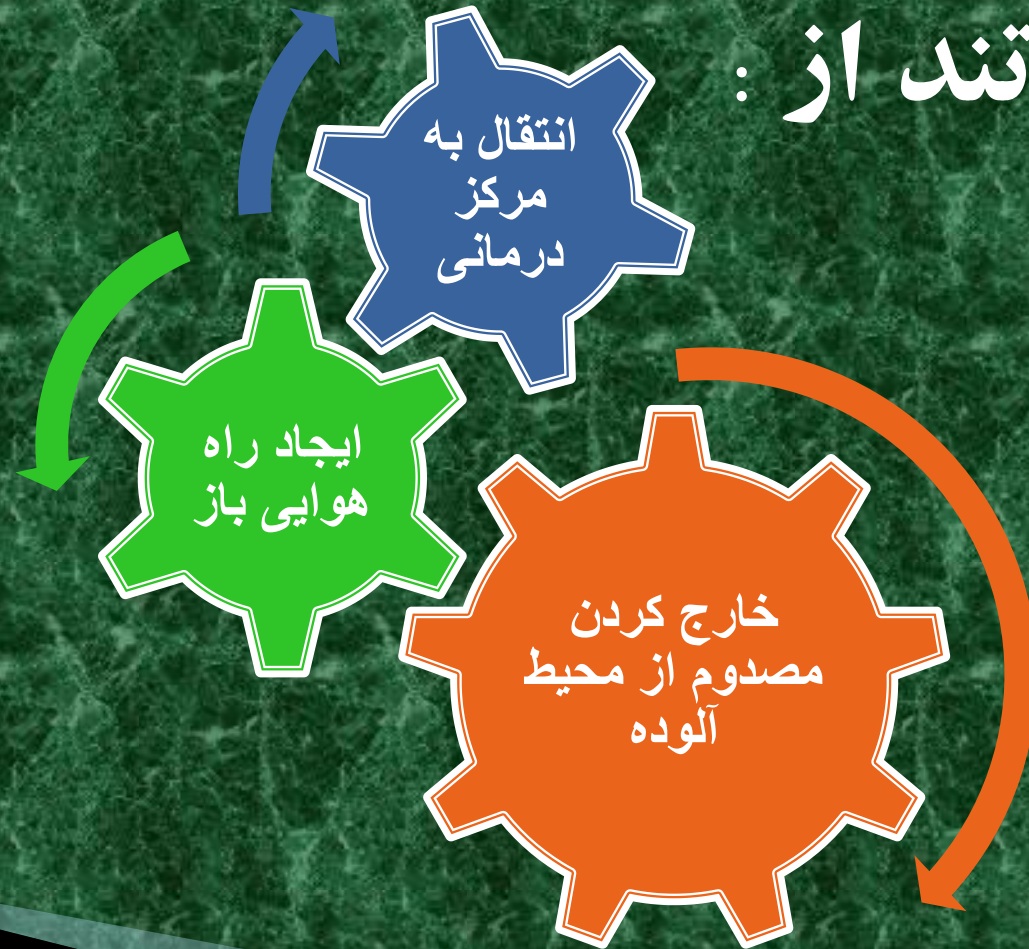 تند از :
انتقال به
مرکز
درمانی
ایجاد راه
هوایی باز
خارج کردن
مصدوم از محیط
آلوده